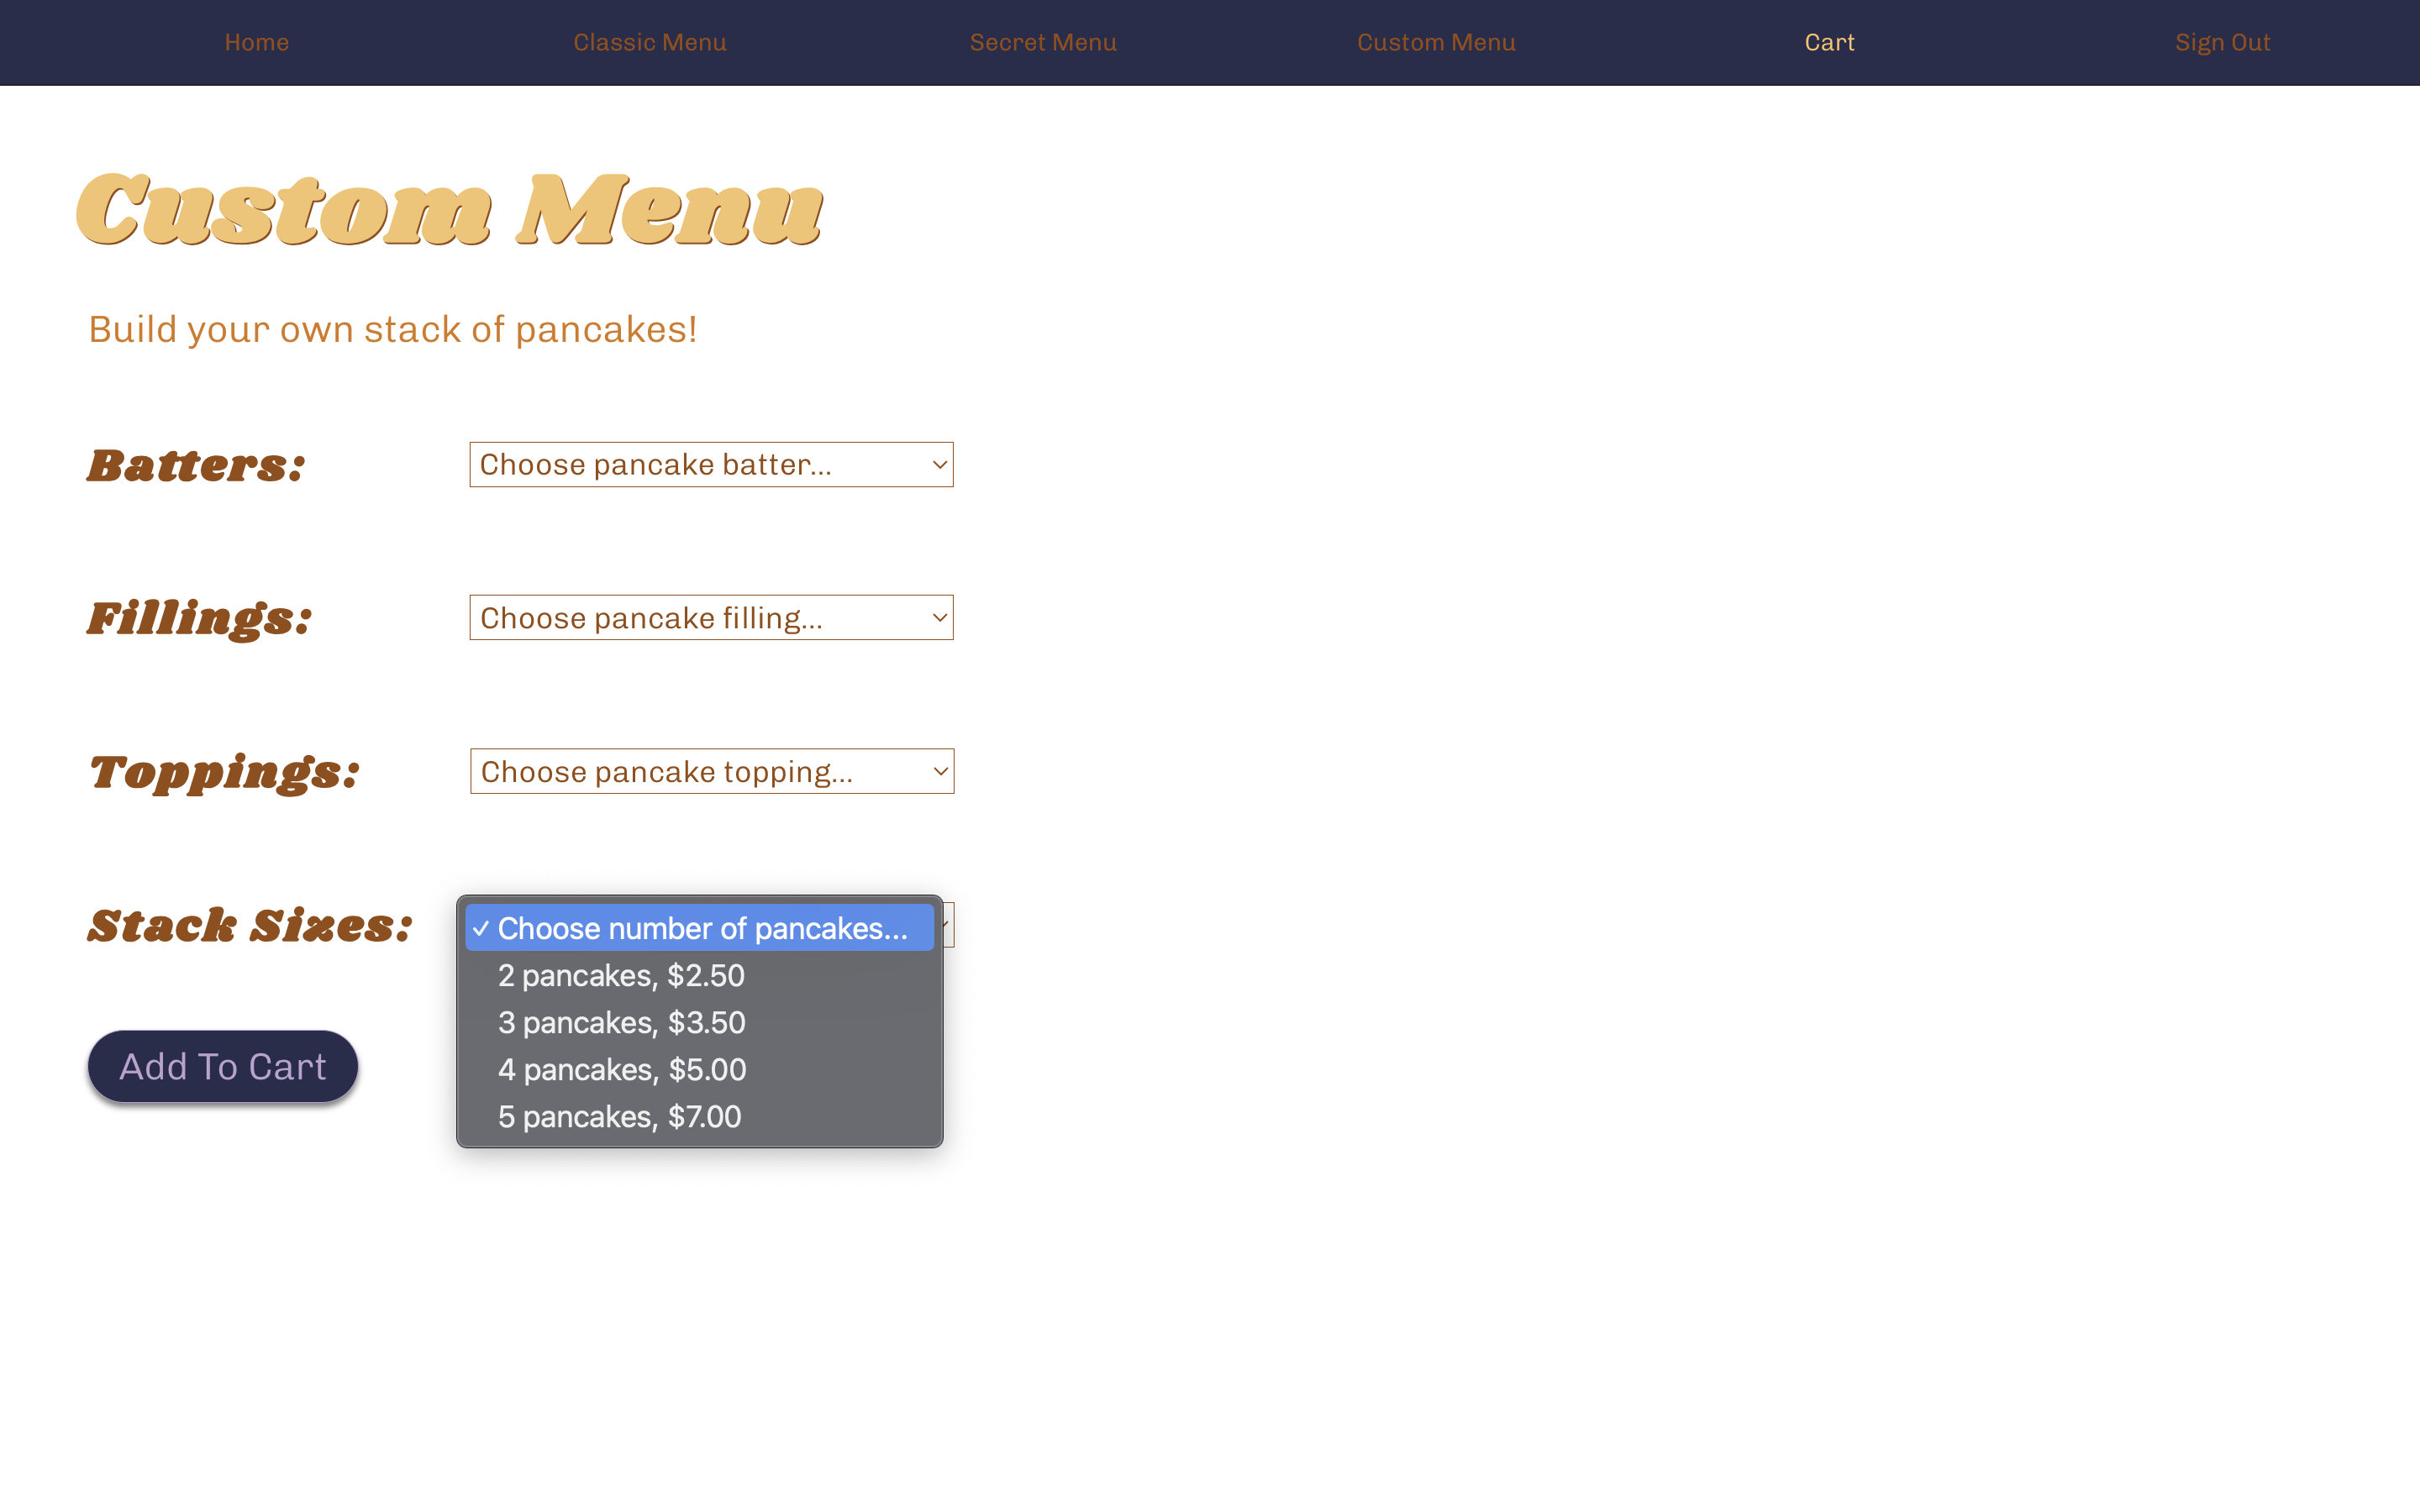 Home Classic Menu Secret Menu Custom Menu Cart Sign Out
Custom Menu
Build your own stack of pancakes!
Batters: Choose pancake batter...
Fillings: Choose pancake filling...
Toppings: Choose pancake topping...
Stack Sizes: ✓ Choose number of pancakes...
2 pancakes, $2.50
3 pancakes, $3.50
4 pancakes, $5.00
5 pancakes, $7.00
Add To Cart